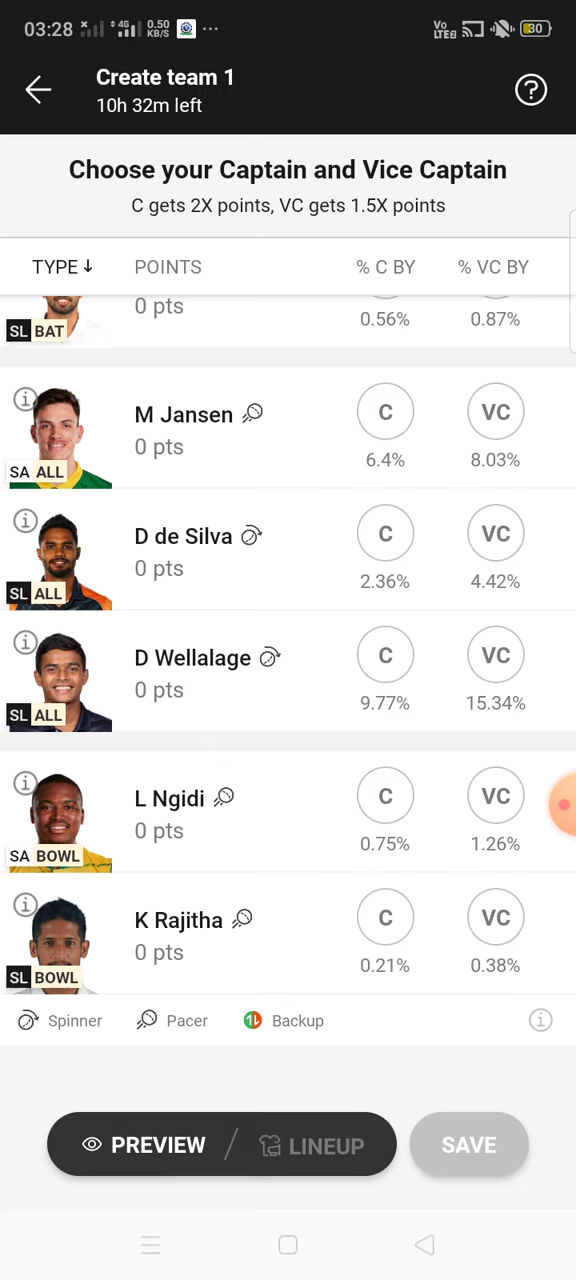 03:28 4G 0.50 KB/S ... Vo LTE2 30
Create team 1
10h 32m left
Choose your Captain and Vice Captain
C gets 2X points, VC gets 1.5X points
TYPE↓ POINTS % C BY % VC BY
0 pts
SL BAT 0.56% 0.87%
M Jansen C VC
0 pts
SA ALL 6.4% 8.03%
D de Silva C VC
0 pts
SL ALL 2.36% 4.42%
D Wellalage C VC
0 pts
SL ALL 9.77% 15.34%
L Ngidi C VC
0 pts
SA BOWL 0.75% 1.26%
K Rajitha C VC
0 pts
SL BOWL 0.21% 0.38%
Spinner Pacer Backup
PREVIEW / LINEUP SAVE